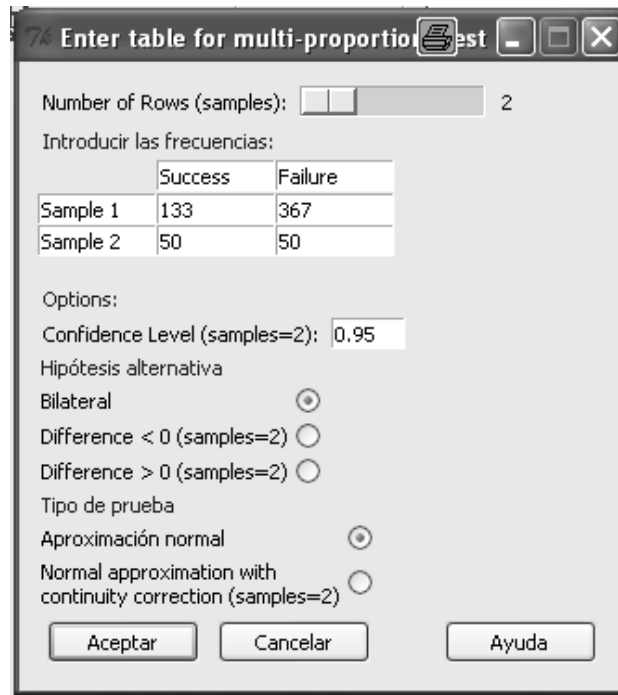 Enter table for multi-proportion est
Number of Rows (samples): 2
Introducir las frecuencias:
Success Failure
Sample 1 133 367
Sample 2 50 50
Options:
Confidence Level (samples=2): 0.95
Hipótesis alternativa
Bilateral
Difference < 0 (samples=2)
Difference > 0 (samples=2)
Tipo de prueba
Aproximación normal
Normal approximation with
continuity correction (samples=2)
Aceptar Cancelar Ayuda